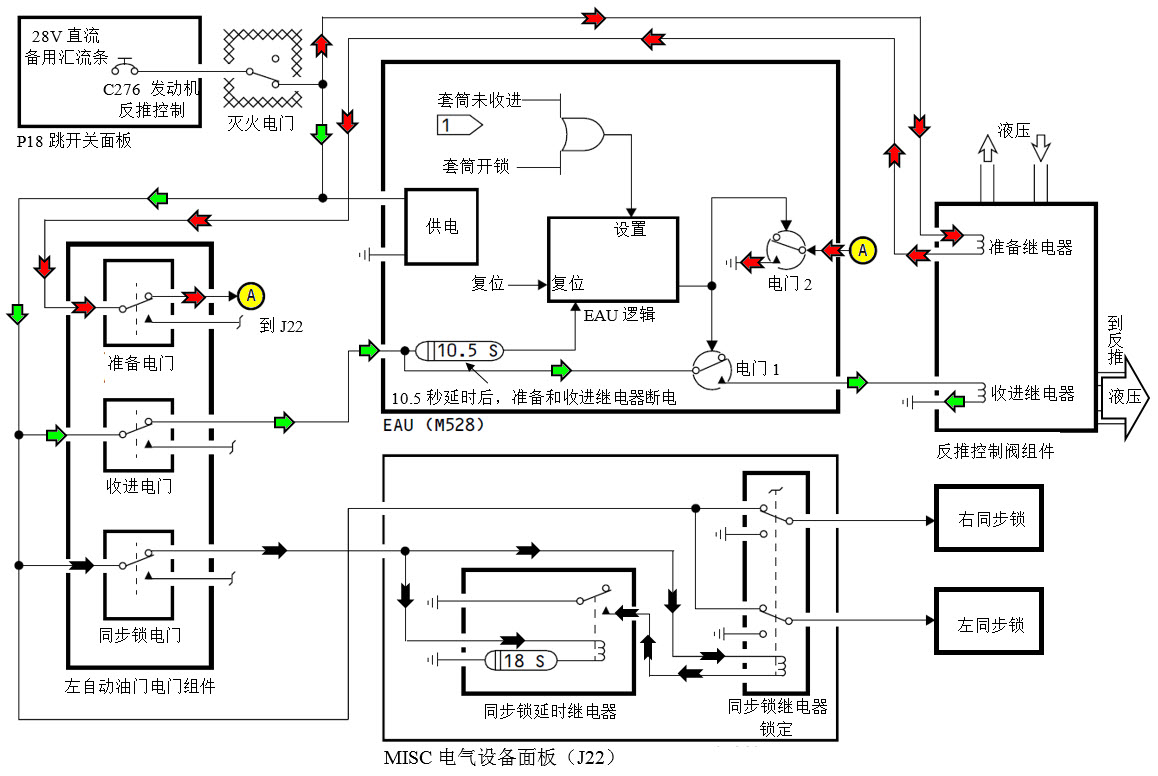 28V 直流
备用汇流条
C276 发动机
反推控制
P18 跳开关面板
灭火电门
套筒未收进
1
套筒开锁
供电
设置
复位
复位
EAU 逻辑
10.5 S
10.5 秒延时后，准备和收进继电器断电
EAU（M528）
电门 2
A
电门 1
液压
准备继电器
收进继电器
反推控制阀组件
到
反
推
液压
A
到 J22
准备电门
收进电门
同步锁电门
左自动油门电门组件
18 S
同步锁延时继电器
同步锁继电器
锁定
MISC 电气设备面板（J22）
右同步锁
左同步锁